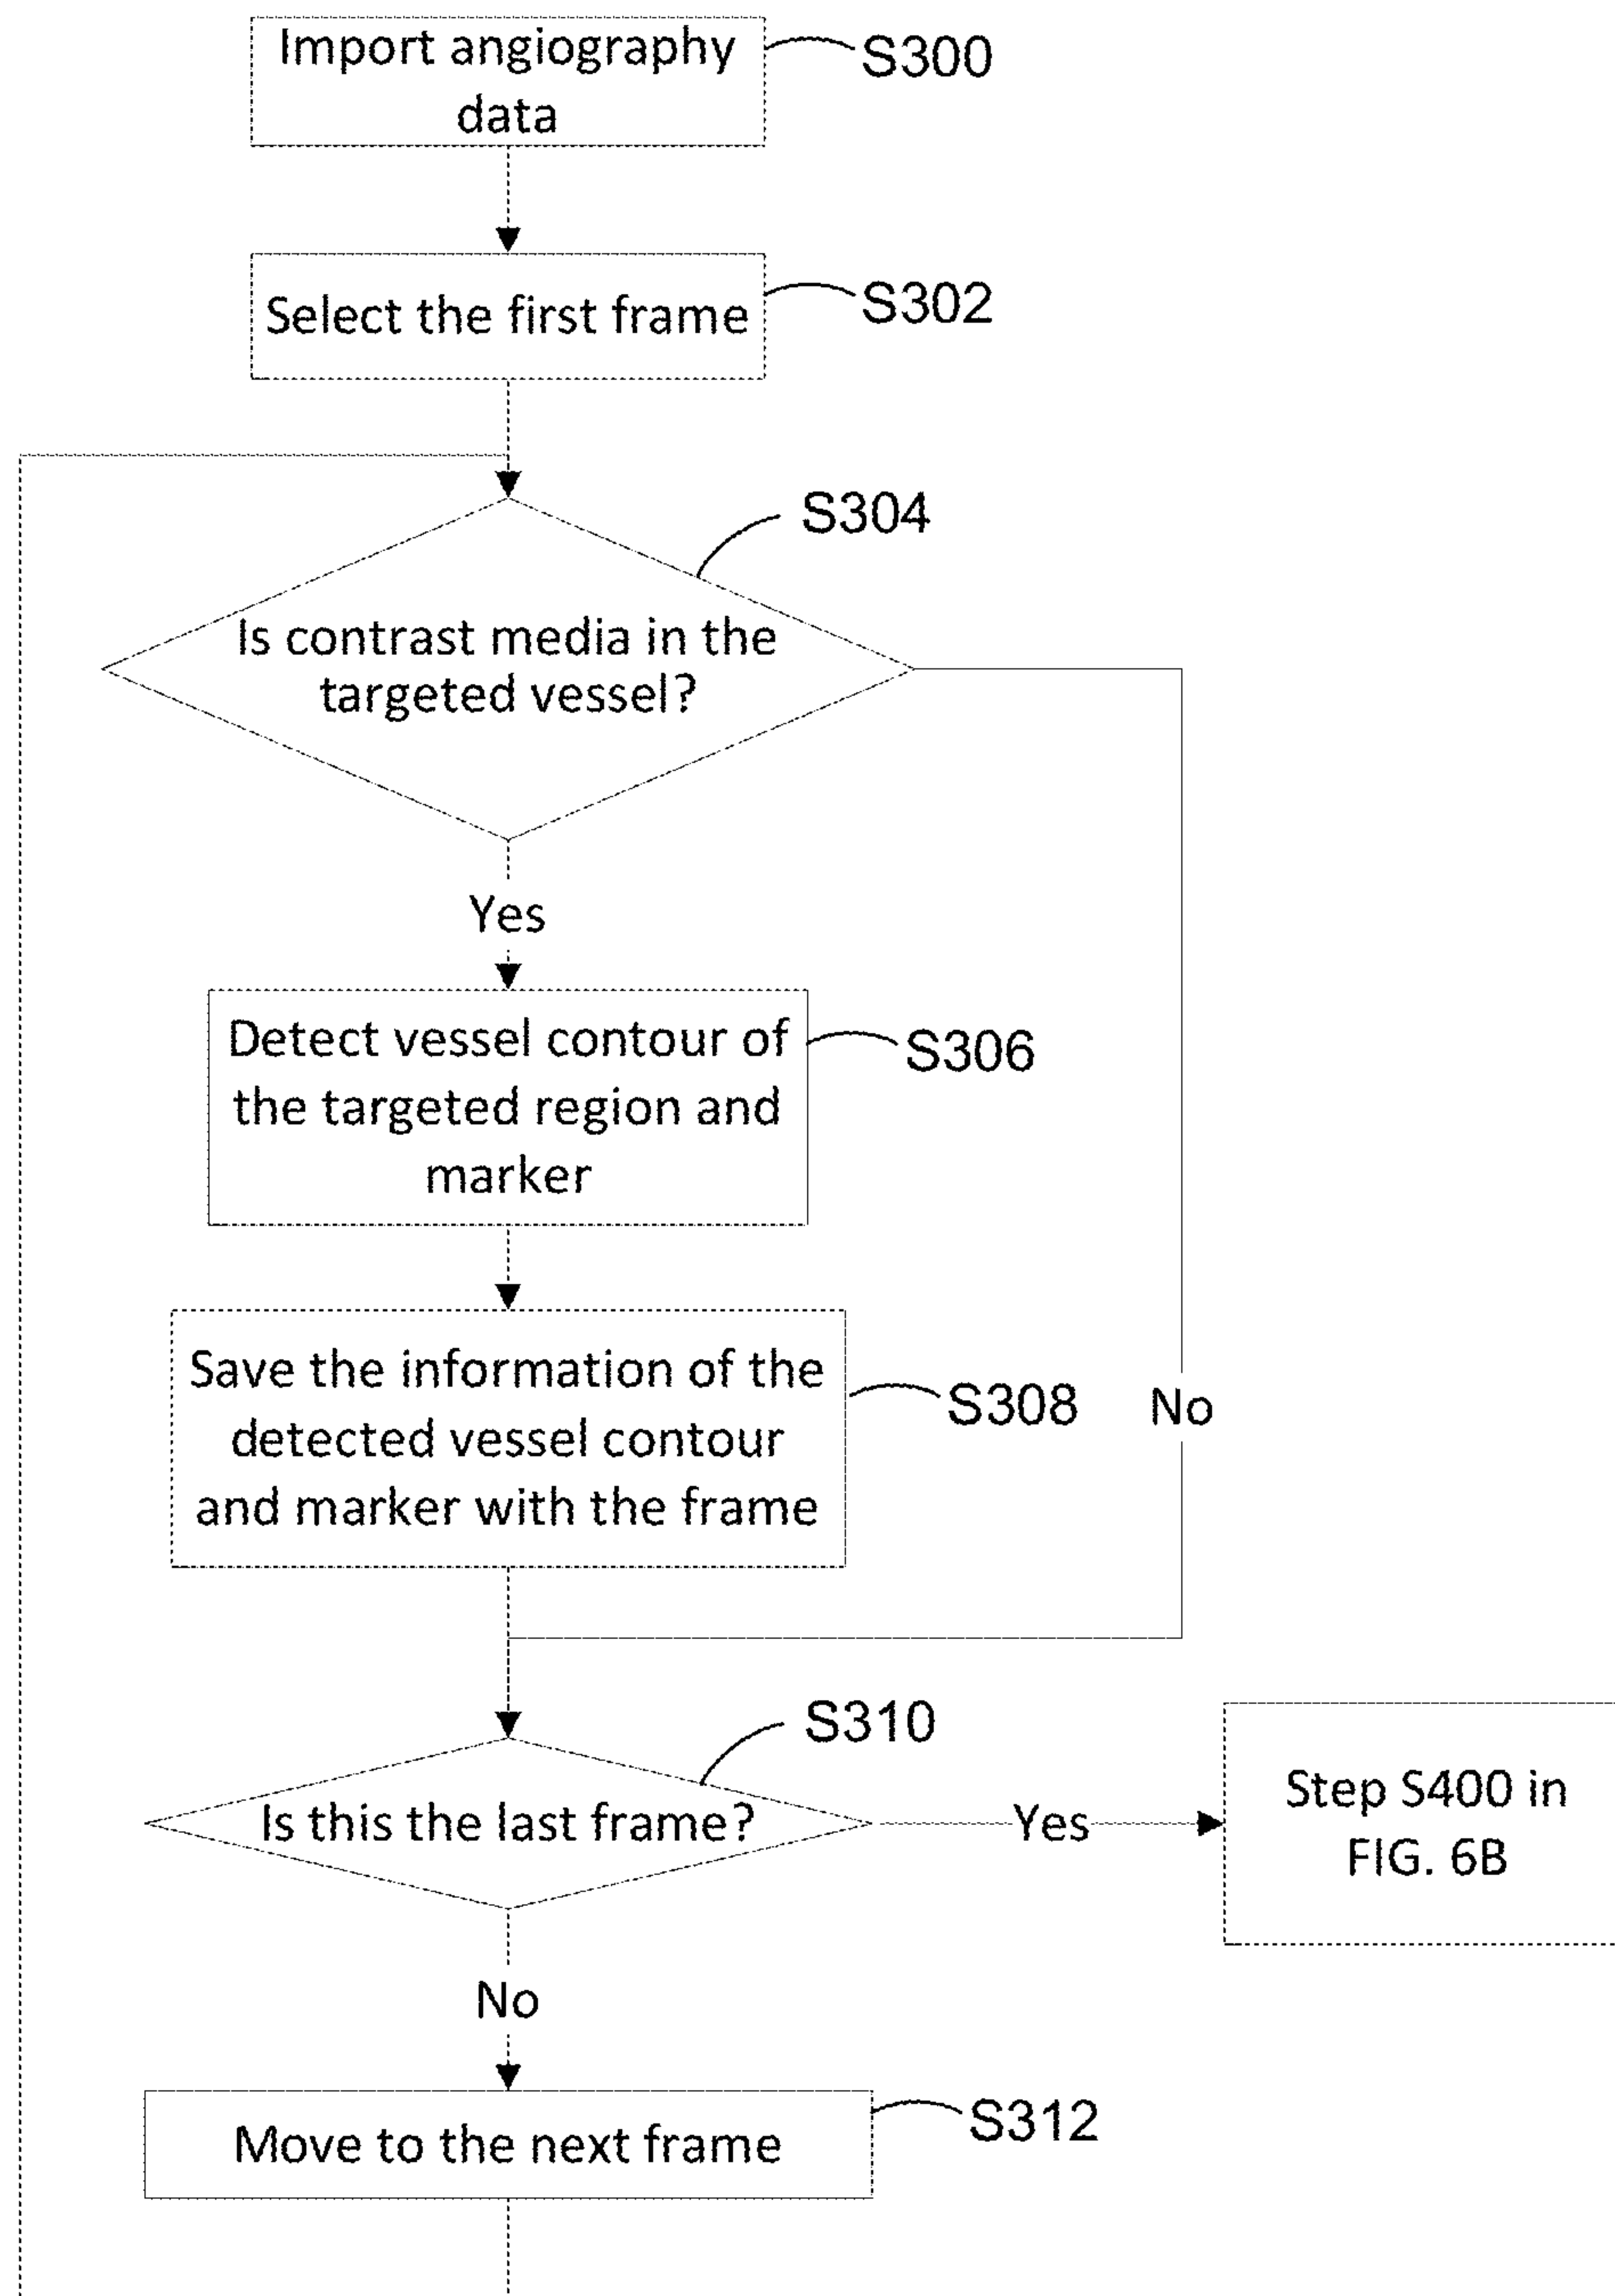 Import angiography
data
S300
Select the first frame
S302
S304
Is contrast media in the
targeted vessel?
Yes
Detect vessel contour of
the targeted region and
marker
S306
Save the information of the
detected vessel contour
and marker with the frame
S308
No
S310
Is this the last frame?
Yes
Step S400 in
FIG. 6B
No
Move to the next frame
S312